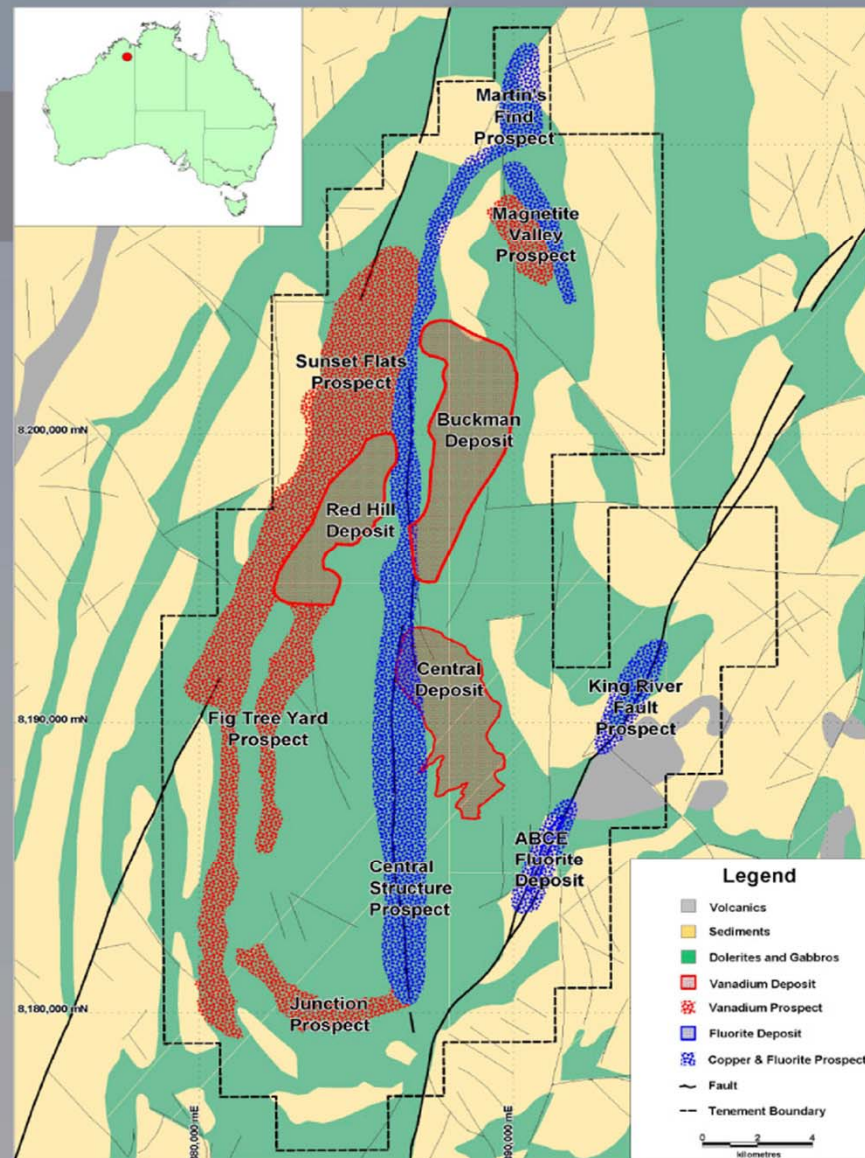 Martin's
Find
Prospect
Magnetite
Valley
Prospect
Sunset Flats
Prospect
Buckman
Deposit
8,200,000 mN
Red Hill
Deposit
Central
Deposit
King River
Fault
Prospect
8,190,000 mN
Fig Tree Yard
Prospect
ABCE
Fluorite
Deposit
Central
Structure
Prospect
8,180,000 mN
Junction
Prospect
Legend
Volcanics
Sediments
Dolerites and Gabbros
Vanadium Deposit
Vanadium Prospect
Fluorite Deposit
Copper & Fluorite Prospect
Fault
Tenement Boundary
0 2 4
kilometres